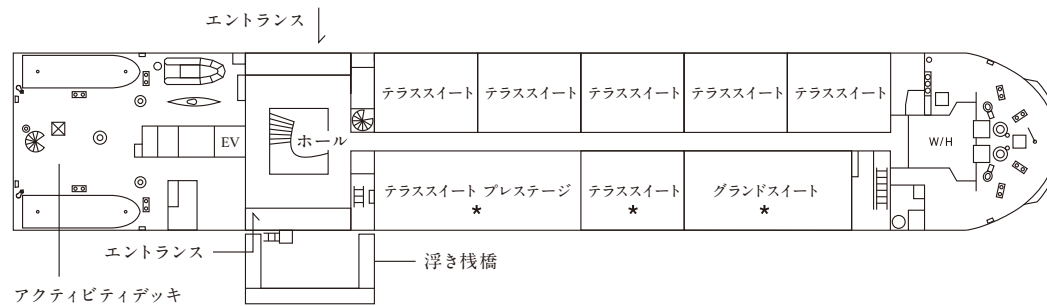 エントランス
テラススイート
テラススイート
テラススイート
テラススイート
テラススイート
EV
ホール
W/H
テラススイート プレステージ
*
テラススイート
*
グランドスイート
*
エントランス
浮き桟橋
アクティビティデッキ